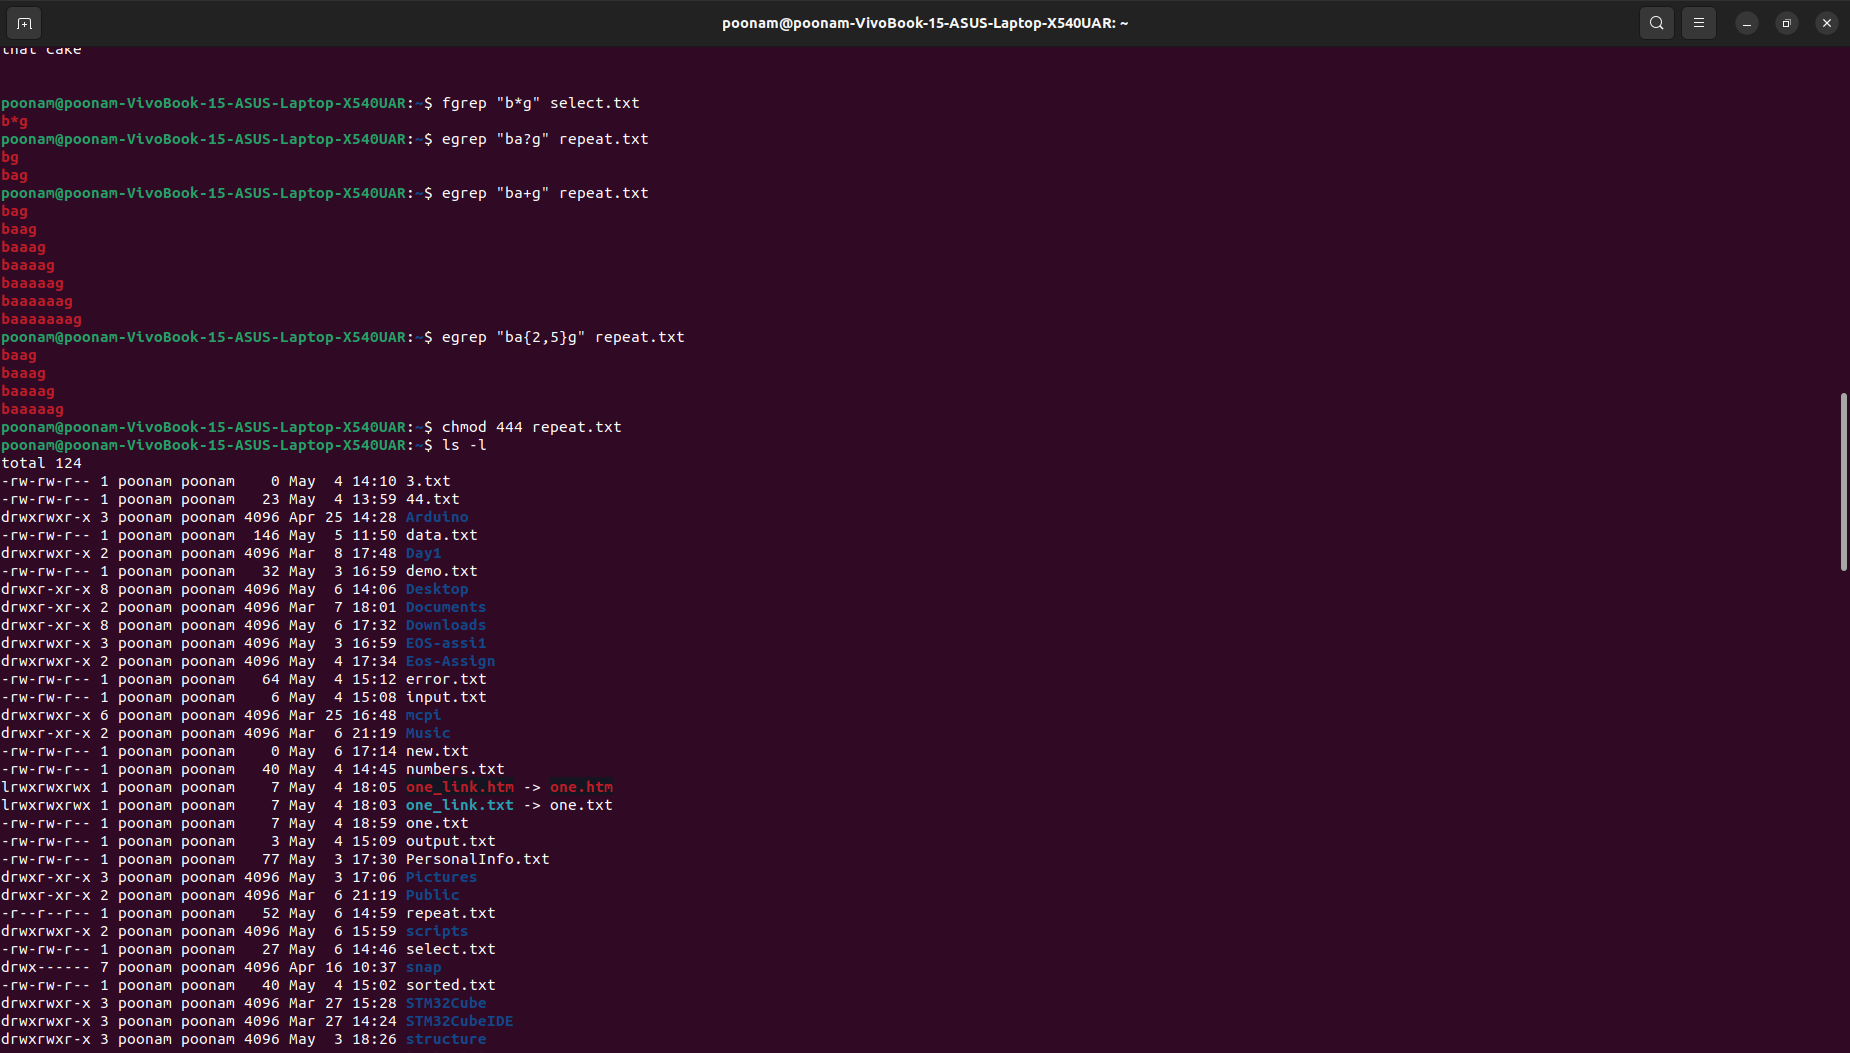 poonam@poonam-VivoBook-15-ASUS-Laptop-X540UAR: ~
that cake
poonam@poonam-VivoBook-15-ASUS-Laptop-X540UAR:~$ fgrep "b*g" select.txt
b*g
poonam@poonam-VivoBook-15-ASUS-Laptop-X540UAR:~$ egrep "ba?g" repeat.txt
bg
bag
poonam@poonam-VivoBook-15-ASUS-Laptop-X540UAR:~$ egrep "ba+g" repeat.txt
bag
baag
baaag
baaaag
baaaaag
baaaaaag
baaaaaaag
poonam@poonam-VivoBook-15-ASUS-Laptop-X540UAR:~$ egrep "ba{2,5}g" repeat.txt
baag
baaag
baaaag
baaaaag
poonam@poonam-VivoBook-15-ASUS-Laptop-X540UAR:~$ chmod 444 repeat.txt
poonam@poonam-VivoBook-15-ASUS-Laptop-X540UAR:~$ ls -l
total 124
-rw-rw-r-- 1 poonam poonam    0 May  4 14:10 3.txt
-rw-rw-r-- 1 poonam poonam   23 May  4 13:59 44.txt
drwxrwxr-x 3 poonam poonam 4096 Apr 25 14:28 Arduino
-rw-rw-r-- 1 poonam poonam  146 May  5 11:50 data.txt
drwxrwxr-x 2 poonam poonam 4096 Mar  8 17:48 Day1
-rw-rw-r-- 1 poonam poonam   32 May  3 16:59 demo.txt
drwxr-xr-x 8 poonam poonam 4096 May  6 14:06 Desktop
drwxr-xr-x 2 poonam poonam 4096 Mar  7 18:01 Documents
drwxr-xr-x 8 poonam poonam 4096 May  6 17:32 Downloads
drwxrwxr-x 3 poonam poonam 4096 May  3 16:59 EOS-assi1
drwxrwxr-x 2 poonam poonam 4096 May  4 17:34 Eos-Assign
-rw-rw-r-- 1 poonam poonam   64 May  4 15:12 error.txt
-rw-rw-r-- 1 poonam poonam    6 May  4 15:08 input.txt
drwxrwxr-x 6 poonam poonam 4096 Mar 25 16:48 mcpi
drwxr-xr-x 2 poonam poonam 4096 Mar  6 21:19 Music
-rw-rw-r-- 1 poonam poonam    0 May  6 17:14 new.txt
-rw-rw-r-- 1 poonam poonam   40 May  4 14:45 numbers.txt
lrwxrwxrwx 1 poonam poonam    7 May  4 18:05 one_link.htm -> one.htm
lrwxrwxrwx 1 poonam poonam    7 May  4 18:03 one_link.txt -> one.txt
-rw-rw-r-- 1 poonam poonam    7 May  4 18:59 one.txt
-rw-rw-r-- 1 poonam poonam    3 May  4 15:09 output.txt
-rw-rw-r-- 1 poonam poonam   77 May  3 17:30 PersonalInfo.txt
drwxr-xr-x 3 poonam poonam 4096 May  3 17:06 Pictures
drwxr-xr-x 2 poonam poonam 4096 Mar  6 21:19 Public
-r--r--r-- 1 poonam poonam   52 May  6 14:59 repeat.txt
drwxrwxr-x 2 poonam poonam 4096 May  6 15:59 scripts
-rw-rw-r-- 1 poonam poonam   27 May  6 14:46 select.txt
drwx------ 7 poonam poonam 4096 Apr 16 10:37 snap
-rw-rw-r-- 1 poonam poonam   40 May  4 15:02 sorted.txt
drwxrwxr-x 3 poonam poonam 4096 Mar 27 15:28 STM32Cube
drwxrwxr-x 3 poonam poonam 4096 Mar 27 14:24 STM32CubeIDE
drwxrwxr-x 3 poonam poonam 4096 May  3 18:26 structure